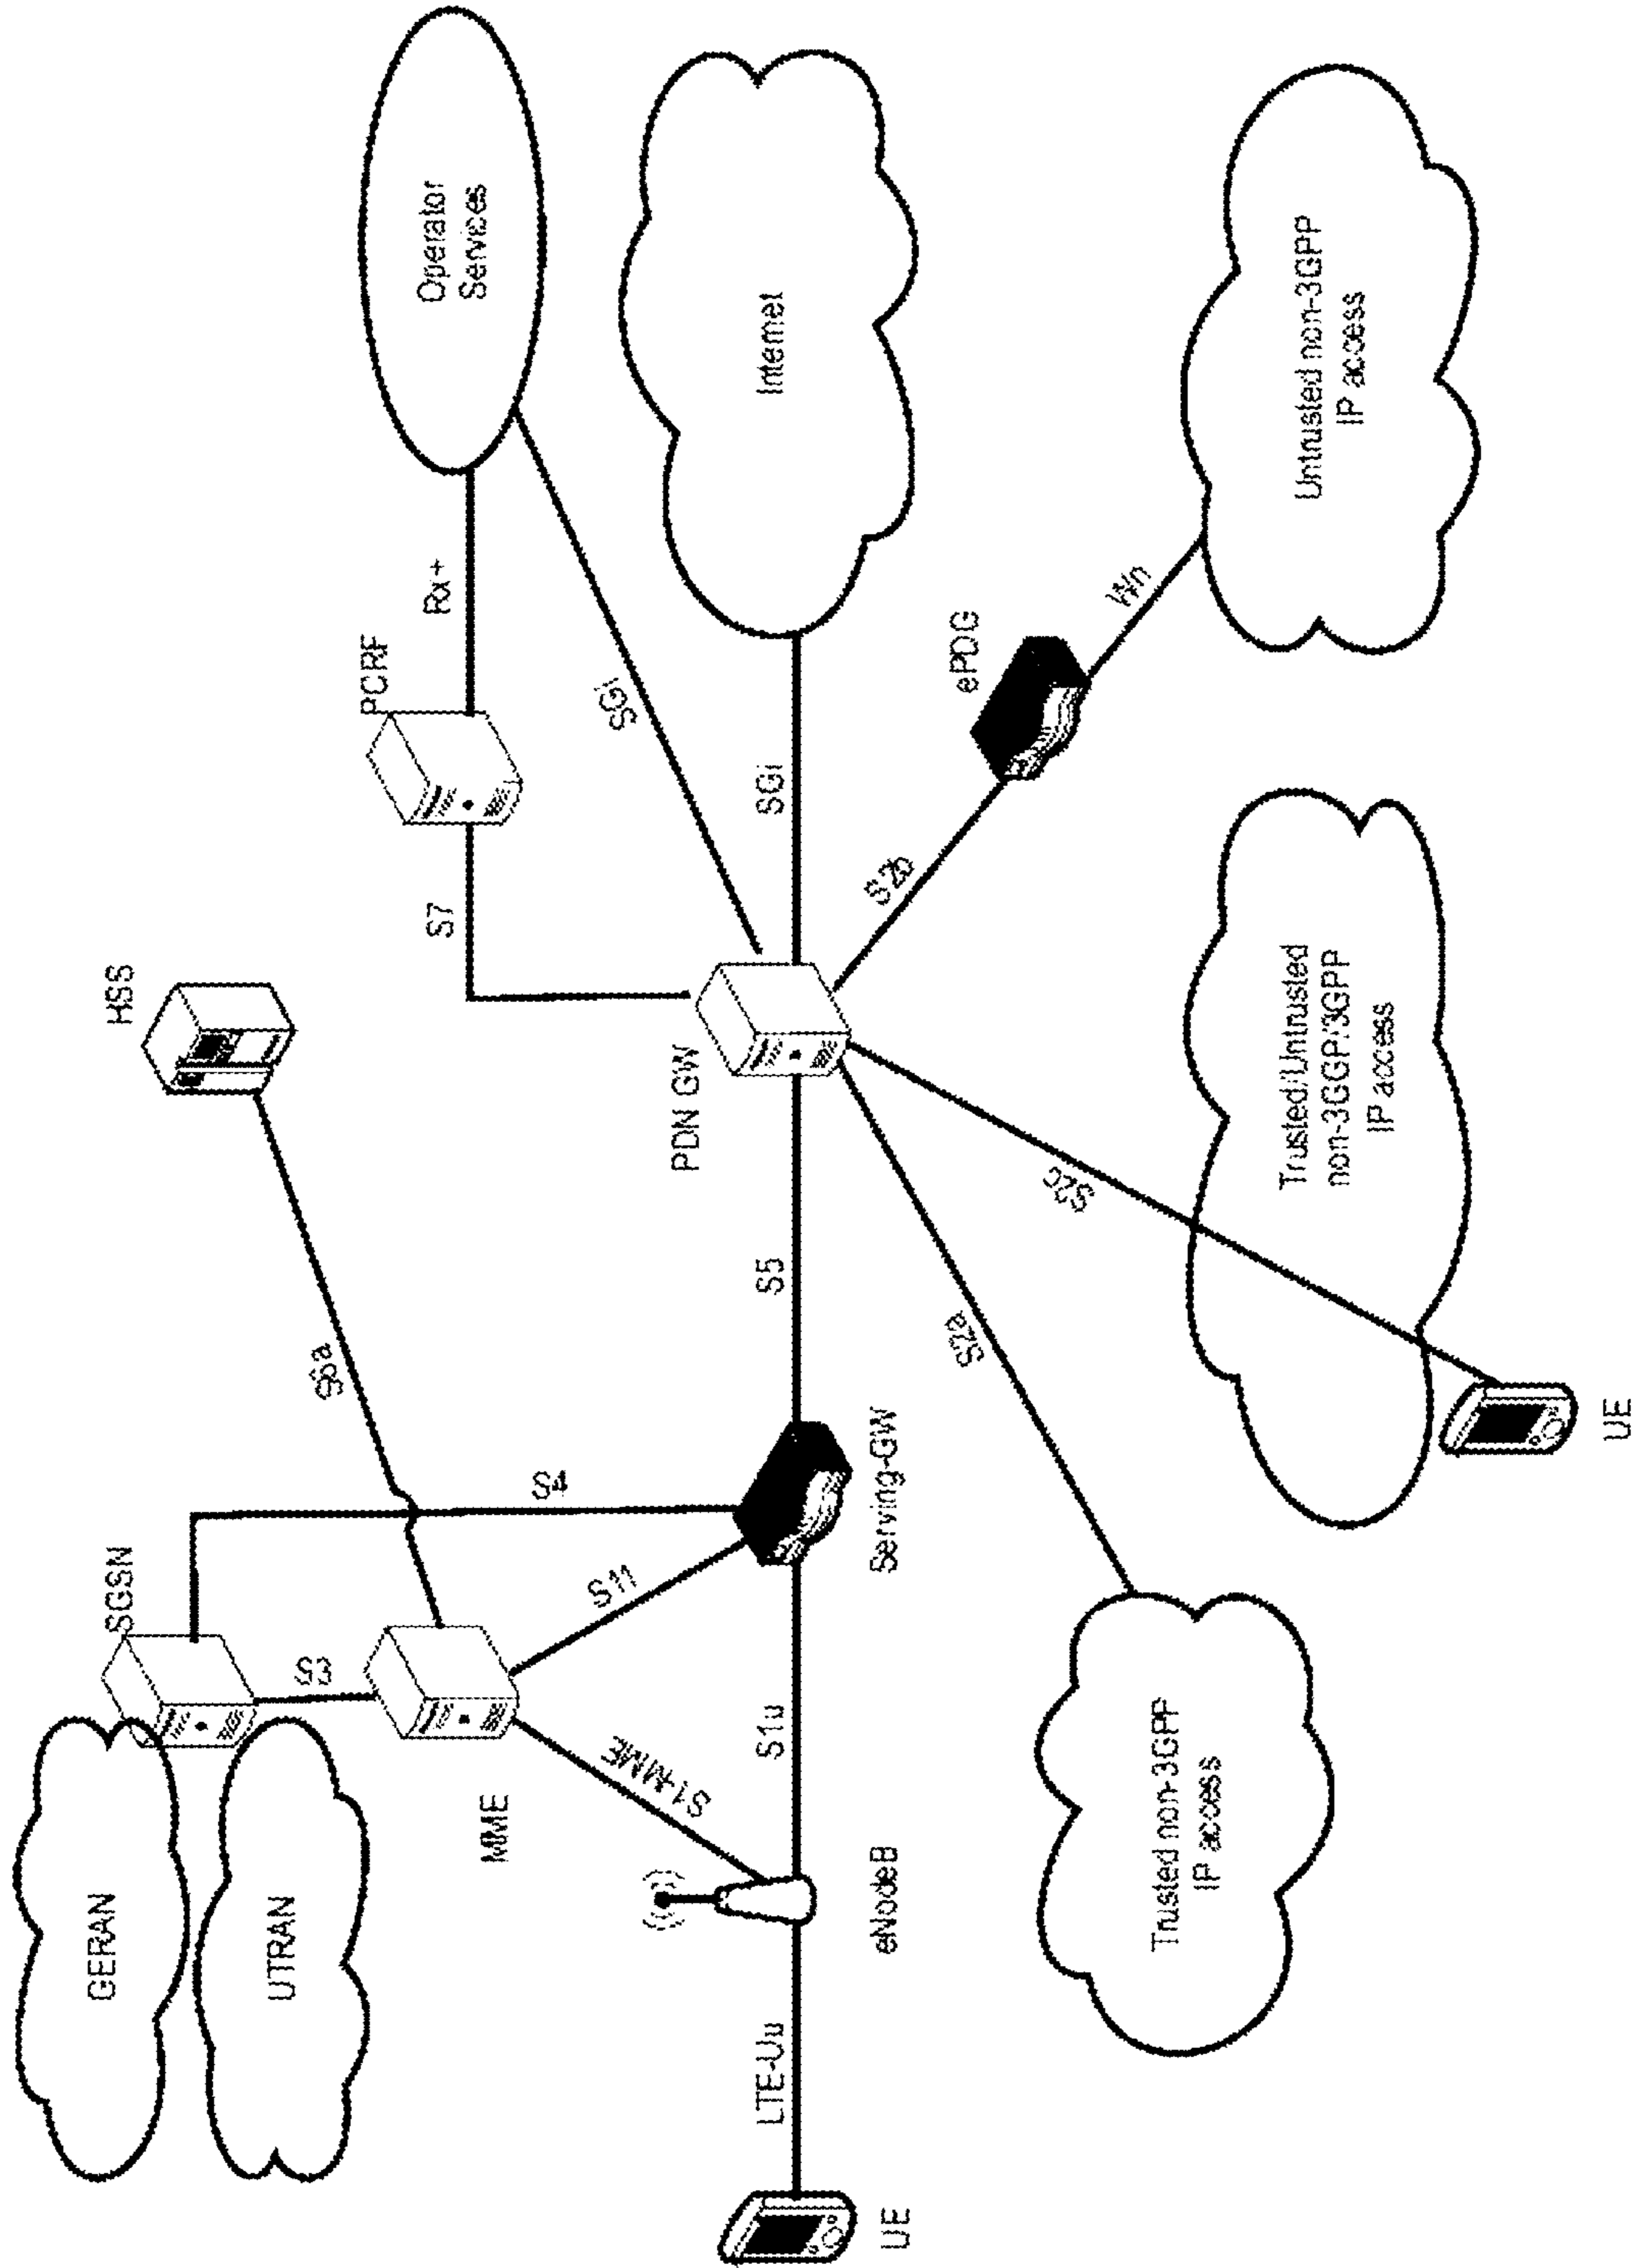 GERAN
UTRAN
SGSN
HSS
S3
S4
S6a
MME
S11
S1-MME
S7
PCRF
Rx+
Operator
Services
SGi
UE
LTE-Uu
eNodeB
S1u
Serving-GW
S5
PDN GW
SGi
Internet
S2a
S2c
S2b
ePDG
Wn
Trusted non-3GPP
IP access
UE
Trusted/Untrusted
non-3GGP/3GPP
IP access
Untrusted non-3GPP
IP access